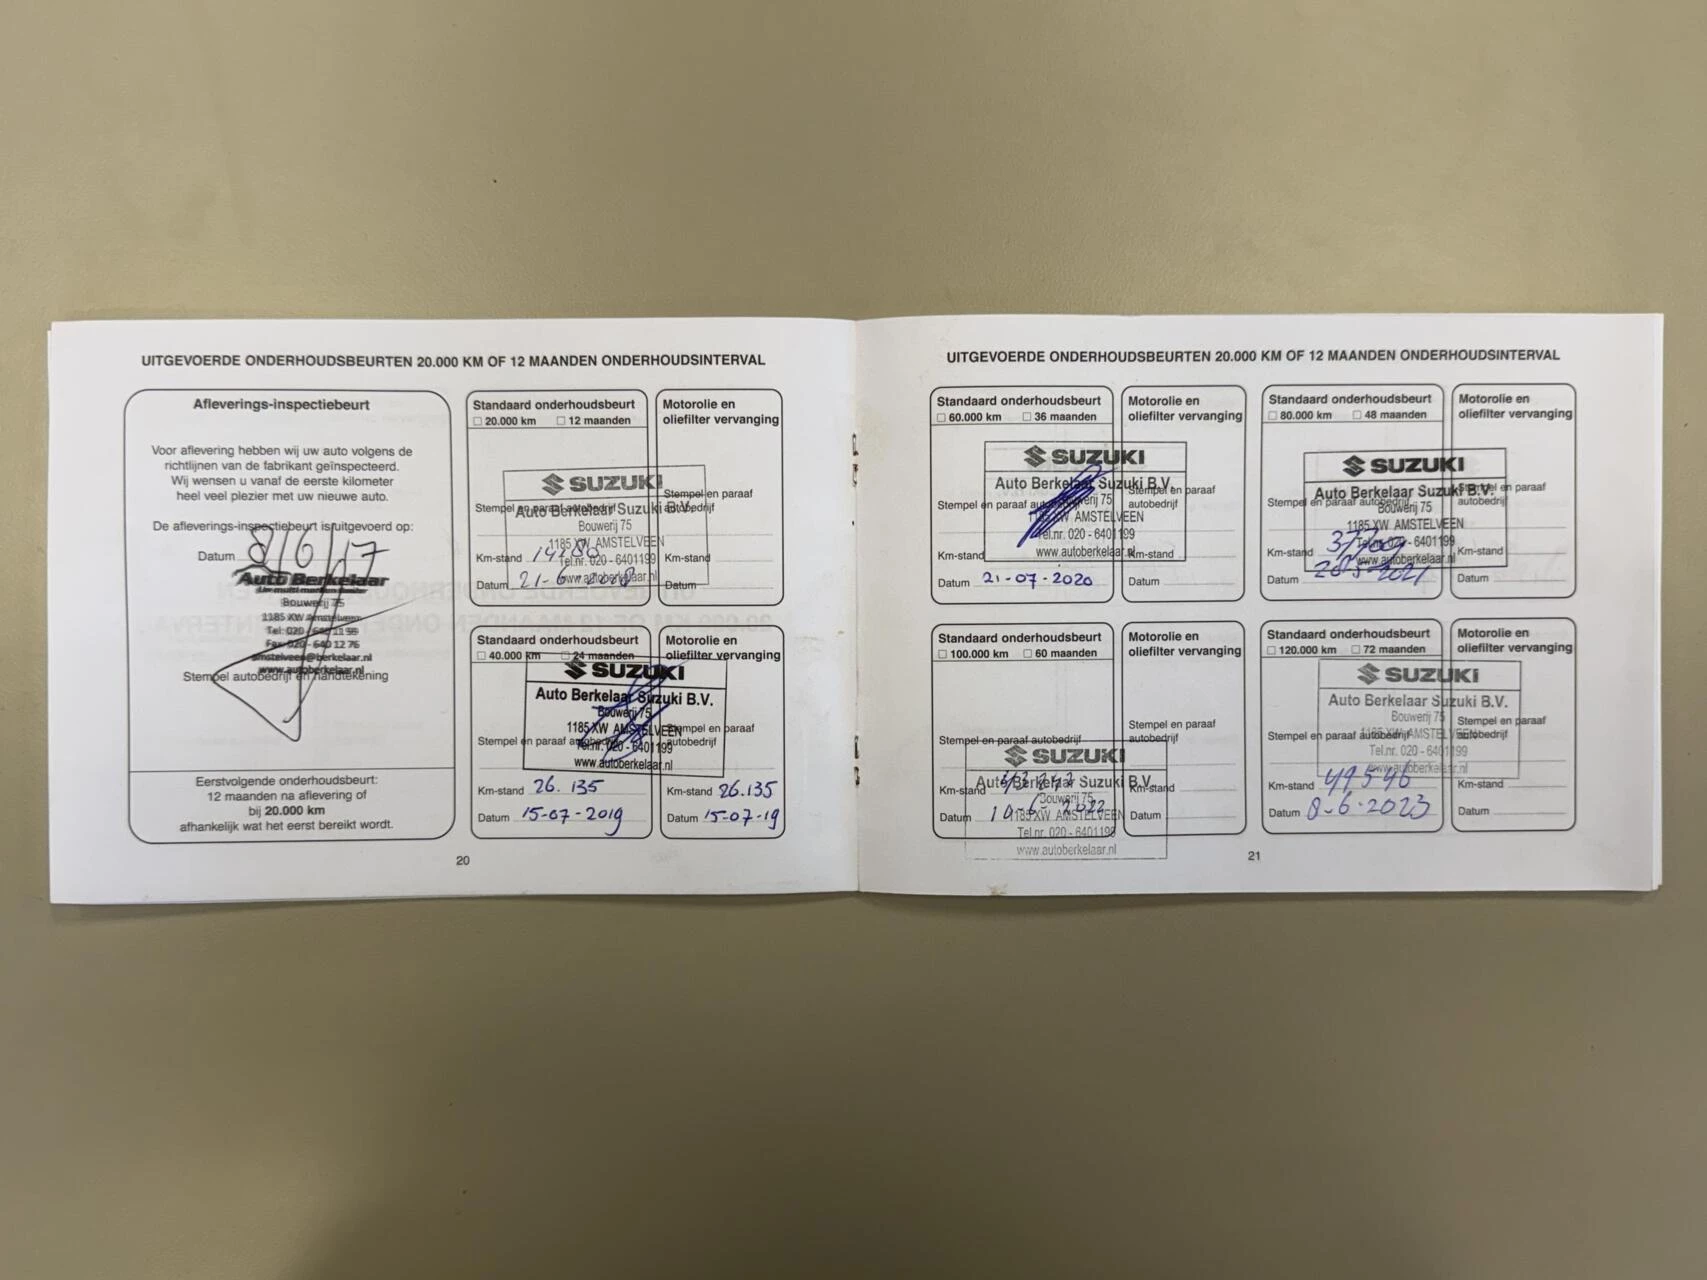 UITGEVOERDE ONDERHOUDSBEURTEN 20.000 KM OF 12 MAANDEN ONDERHOUDSINTERVAL
Afleverings-inspectiebeurt
Voor aflevering hebben wij uw auto volgens de
richtlijnen van de fabrikant geïnspecteerd.
Wij wensen u vanaf de eerste kilometer
heel veel plezier met uw nieuwe auto.
De afleverings-inspectiebeurt is uitgevoerd op:
Datum 8/6/17
Auto Berkelaar
Bouwerij 75
1185 XW Amstelveen
Tel: 020 - 640 11 99
Fax: 020 - 640 12 76
amstelveen@berkelaar.nl
www.autoberkelaar.nl
Stempel autobedrijf en handtekening
Eerstvolgende onderhoudsbeurt:
12 maanden na aflevering of
bij 20.000 km
afhankelijk wat het eerst bereikt wordt.
Standaard onderhoudsbeurt
20.000 km 12 maanden
SUZUKI
Stempel en paraaf autobedrijf
Auto Berkelaar Suzuki B.V.
Bouwerij 75
1185 XW AMSTELVEEN
Tel.nr. 020 - 6401199
www.autoberkelaar.nl
Km-stand
Datum 21-6-2018
Motorolie en
oliefilter vervanging
Stempel en paraaf
autobedrijf
Km-stand
Datum
Standaard onderhoudsbeurt
40.000 km 24 maanden
SUZUKI
Auto Berkelaar Suzuki B.V.
Bouwerij 75
1185 XW AMSTELVEEN
Stempel en paraaf autobedrijf
Tel.nr. 020 - 6401199
www.autoberkelaar.nl
Km-stand 26.135
Datum 15-07-2019
Motorolie en
oliefilter vervanging
Stempel en paraaf
autobedrijf
Km-stand 26.135
Datum 15-07-19
20
UITGEVOERDE ONDERHOUDSBEURTEN 20.000 KM OF 12 MAANDEN ONDERHOUDSINTERVAL
Standaard onderhoudsbeurt
60.000 km 36 maanden
SUZUKI
Auto Berkelaar Suzuki B.V.
Bouwerij 75
Stempel en paraaf autobedrijf
1185 XW AMSTELVEEN
Tel.nr. 020 - 6401199
www.autoberkelaar.nl
Km-stand
Datum 21-07-2020
Motorolie en
oliefilter vervanging
Stempel en paraaf
autobedrijf
Km-stand
Datum
Standaard onderhoudsbeurt
80.000 km 48 maanden
SUZUKI
Auto Berkelaar Suzuki B.V.
Stempel en paraaf autobedrijf
Bouwerij 75
1185 XW AMSTELVEEN
Tel.nr. 020 - 6401199
www.autoberkelaar.nl
Km-stand
Datum
Motorolie en
oliefilter vervanging
Stempel en paraaf
autobedrijf
Km-stand
Datum
Standaard onderhoudsbeurt
100.000 km 60 maanden
Stempel en paraaf autobedrijf
SUZUKI
Auto Berkelaar Suzuki B.V.
Bouwerij 75
1185 XW AMSTELVEEN
Tel.nr. 020 - 6401199
www.autoberkelaar.nl
Km-stand
Datum
Motorolie en
oliefilter vervanging
Stempel en paraaf
autobedrijf
Km-stand
Datum
Standaard onderhoudsbeurt
120.000 km 72 maanden
SUZUKI
Auto Berkelaar Suzuki B.V.
Bouwerij 75
Stempel en paraaf autobedrijf
1185 XW AMSTELVEEN
Tel.nr. 020 - 6401199
www.autoberkelaar.nl
Km-stand 49546
Datum 8-6-2023
Motorolie en
oliefilter vervanging
Stempel en paraaf
autobedrijf
Km-stand
Datum
21